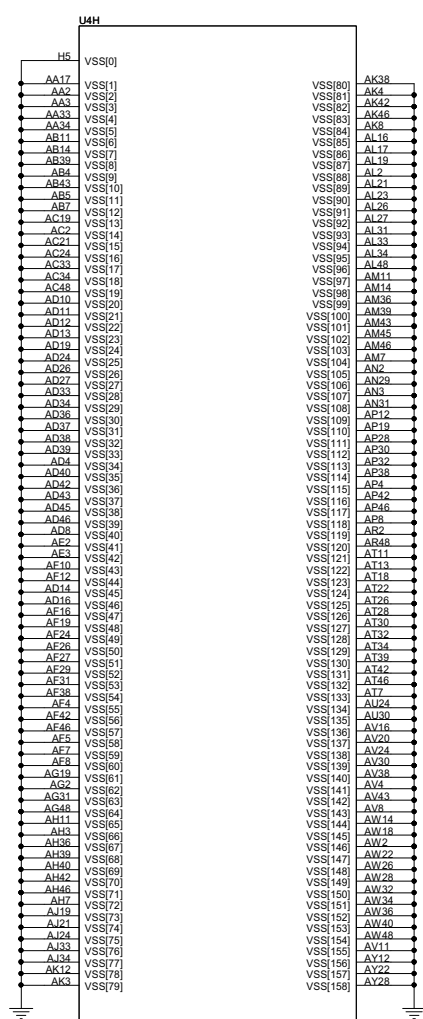 U4H
H5 VSS[0]
AA17 VSS[1] VSS[80] AK38
AA2 VSS[2] VSS[81] AK4
AA3 VSS[3] VSS[82] AK42
AA33 VSS[4] VSS[83] AK46
AA34 VSS[5] VSS[84] AK8
AB11 VSS[6] VSS[85] AL16
AB14 VSS[7] VSS[86] AL17
AB39 VSS[8] VSS[87] AL19
AB4 VSS[9] VSS[88] AL2
AB43 VSS[10] VSS[89] AL21
AB5 VSS[11] VSS[90] AL23
AB7 VSS[12] VSS[91] AL26
AC19 VSS[13] VSS[92] AL27
AC2 VSS[14] VSS[93] AL31
AC21 VSS[15] VSS[94] AL33
AC24 VSS[16] VSS[95] AL34
AC33 VSS[17] VSS[96] AL48
AC34 VSS[18] VSS[97] AM11
AC48 VSS[19] VSS[98] AM14
AD10 VSS[20] VSS[99] AM36
AD11 VSS[21] VSS[100] AM39
AD12 VSS[22] VSS[101] AM43
AD13 VSS[23] VSS[102] AM45
AD19 VSS[24] VSS[103] AM46
AD24 VSS[25] VSS[104] AM7
AD26 VSS[26] VSS[105] AN2
AD27 VSS[27] VSS[106] AN29
AD33 VSS[28] VSS[107] AN3
AD34 VSS[29] VSS[108] AN31
AD36 VSS[30] VSS[109] AP12
AD37 VSS[31] VSS[110] AP19
AD38 VSS[32] VSS[111] AP28
AD39 VSS[33] VSS[112] AP30
AD4 VSS[34] VSS[113] AP32
AD40 VSS[35] VSS[114] AP38
AD42 VSS[36] VSS[115] AP4
AD43 VSS[37] VSS[116] AP42
AD45 VSS[38] VSS[117] AP46
AD46 VSS[39] VSS[118] AP8
AD8 VSS[40] VSS[119] AR2
AE2 VSS[41] VSS[120] AR48
AE3 VSS[42] VSS[121] AT11
AF10 VSS[43] VSS[122] AT13
AF12 VSS[44] VSS[123] AT18
AD14 VSS[45] VSS[124] AT22
AD16 VSS[46] VSS[125] AT26
AF16 VSS[47] VSS[126] AT28
AF19 VSS[48] VSS[127] AT30
AF24 VSS[49] VSS[128] AT32
AF26 VSS[50] VSS[129] AT34
AF27 VSS[51] VSS[130] AT39
AF29 VSS[52] VSS[131] AT42
AF31 VSS[53] VSS[132] AT46
AF38 VSS[54] VSS[133] AT7
AF4 VSS[55] VSS[134] AU24
AF42 VSS[56] VSS[135] AU30
AF46 VSS[57] VSS[136] AV16
AF5 VSS[58] VSS[137] AV20
AF7 VSS[59] VSS[138] AV24
AF8 VSS[60] VSS[139] AV30
AG19 VSS[61] VSS[140] AV38
AG2 VSS[62] VSS[141] AV4
AG31 VSS[63] VSS[142] AV43
AG48 VSS[64] VSS[143] AV8
AH11 VSS[65] VSS[144] AW14
AH3 VSS[66] VSS[145] AW18
AH36 VSS[67] VSS[146] AW2
AH39 VSS[68] VSS[147] AW22
AH40 VSS[69] VSS[148] AW26
AH42 VSS[70] VSS[149] AW28
AH46 VSS[71] VSS[150] AW32
AH7 VSS[72] VSS[151] AW34
AJ19 VSS[73] VSS[152] AW36
AJ21 VSS[74] VSS[153] AW40
AJ24 VSS[75] VSS[154] AW48
AJ33 VSS[76] VSS[155] AV11
AJ34 VSS[77] VSS[156] AY12
AK12 VSS[78] VSS[157] AY22
AK3 VSS[79] VSS[158] AY28